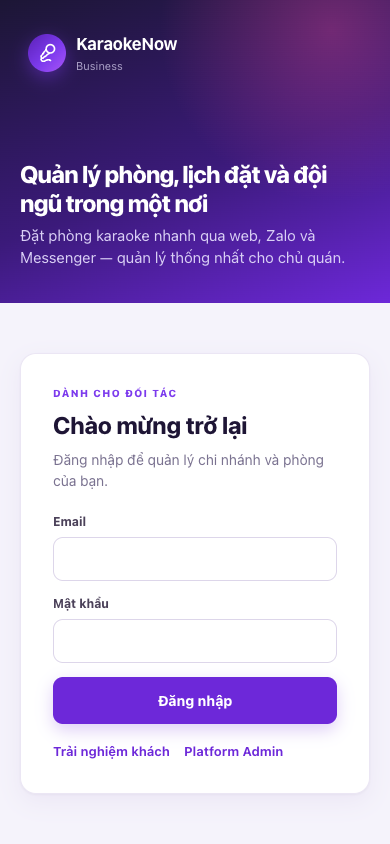 KaraokeNow
Business
Quản lý phòng, lịch đặt và đội
ngũ trong một nơi
Đặt phòng karaoke nhanh qua web, Zalo và
Messenger — quản lý thống nhất cho chủ quán.
DÀNH CHO ĐỐI TÁC
Chào mừng trở lại
Đăng nhập để quản lý chi nhánh và phòng
của bạn.
Email
Mật khẩu
Đăng nhập
Trải nghiệm khách Platform Admin